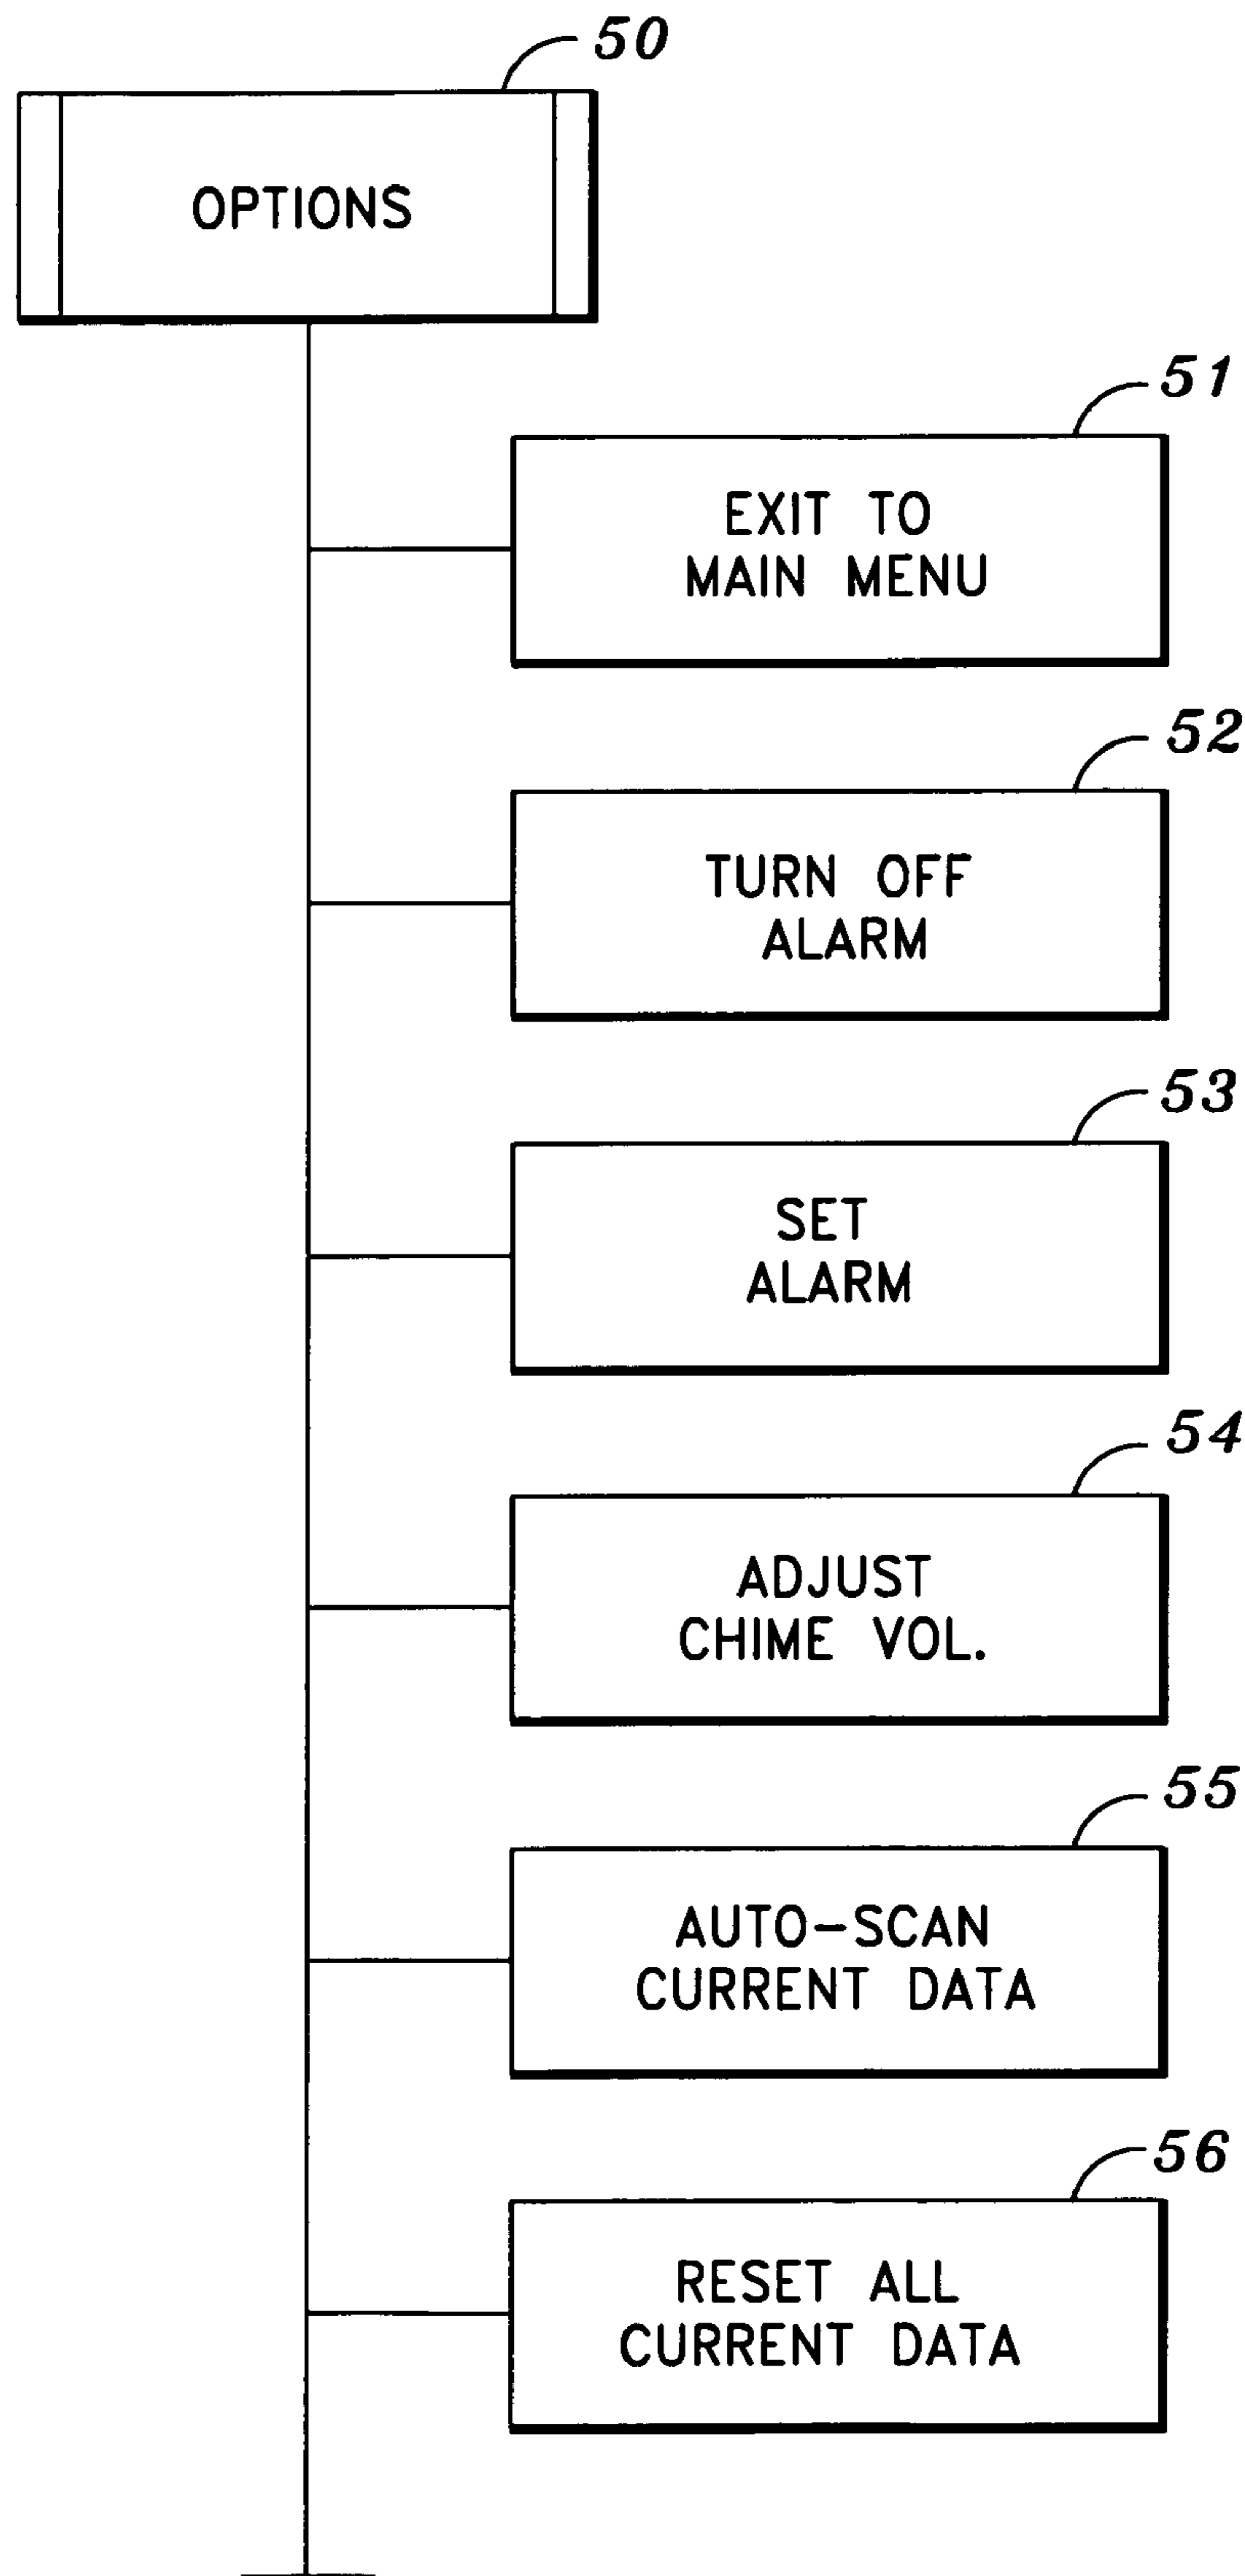 50
OPTIONS
51
EXIT TO
MAIN MENU
52
TURN OFF
ALARM
53
SET
ALARM
54
ADJUST
CHIME VOL.
55
AUTO-SCAN
CURRENT DATA
56
RESET ALL
CURRENT DATA